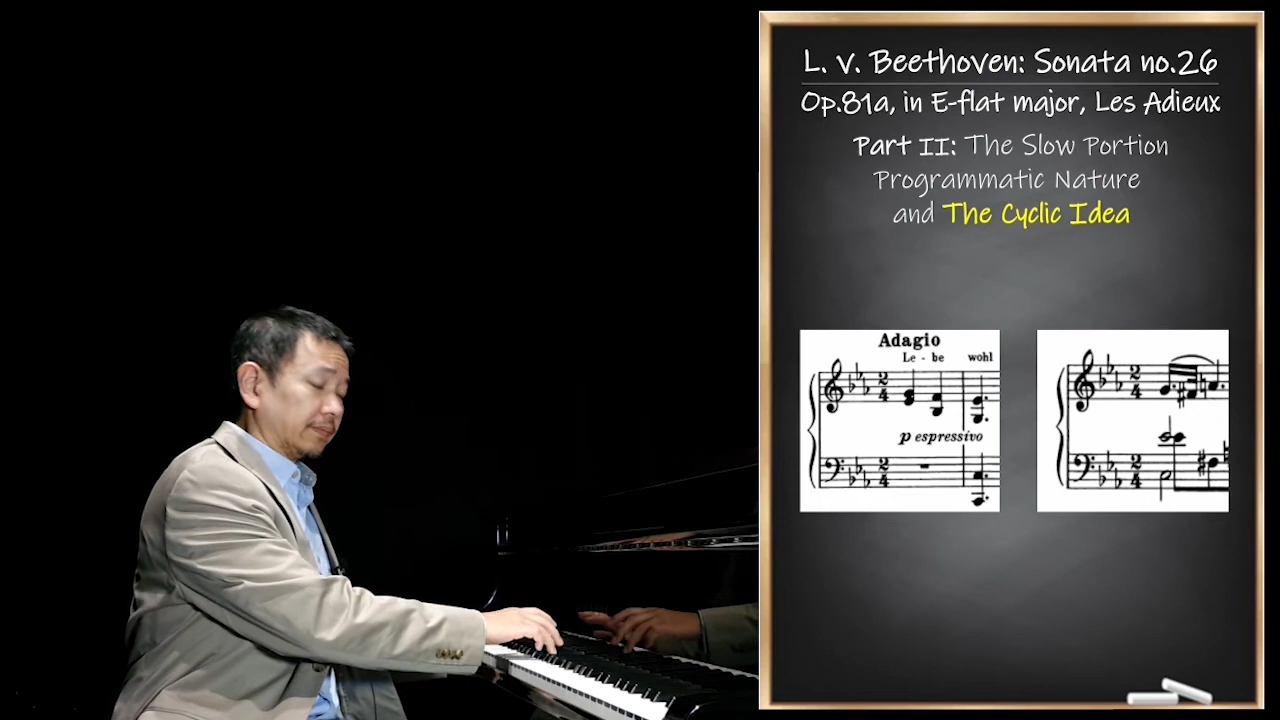 L. v. Beethoven: Sonata no.26
Op.81a, in E-flat major, Les Adieux
Part II: The Slow Portion
Programmatic Nature
and The Cyclic Idea
Adagio
Le - be wohl
p espressivo